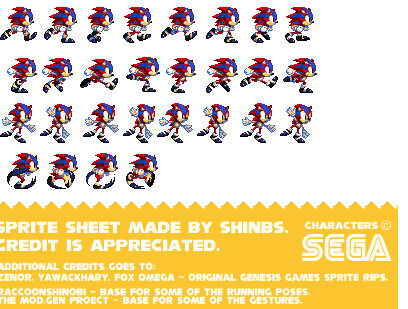 SPRITE SHEET MADE BY SHINBS.
CREDIT IS APPRECIATED.
CHARACTERS ©
SEGA
ADDITIONAL CREDITS GOES TO:
ZENOR, YAWACKHARY, FOX OMEGA - ORIGINAL GENESIS GAMES SPRITE RIPS.
RACCOONSHINOBI - BASE FOR SOME OF THE RUNNING POSES.
THE MOD.GEN PROECT - BASE FOR SOME OF THE GESTURES.